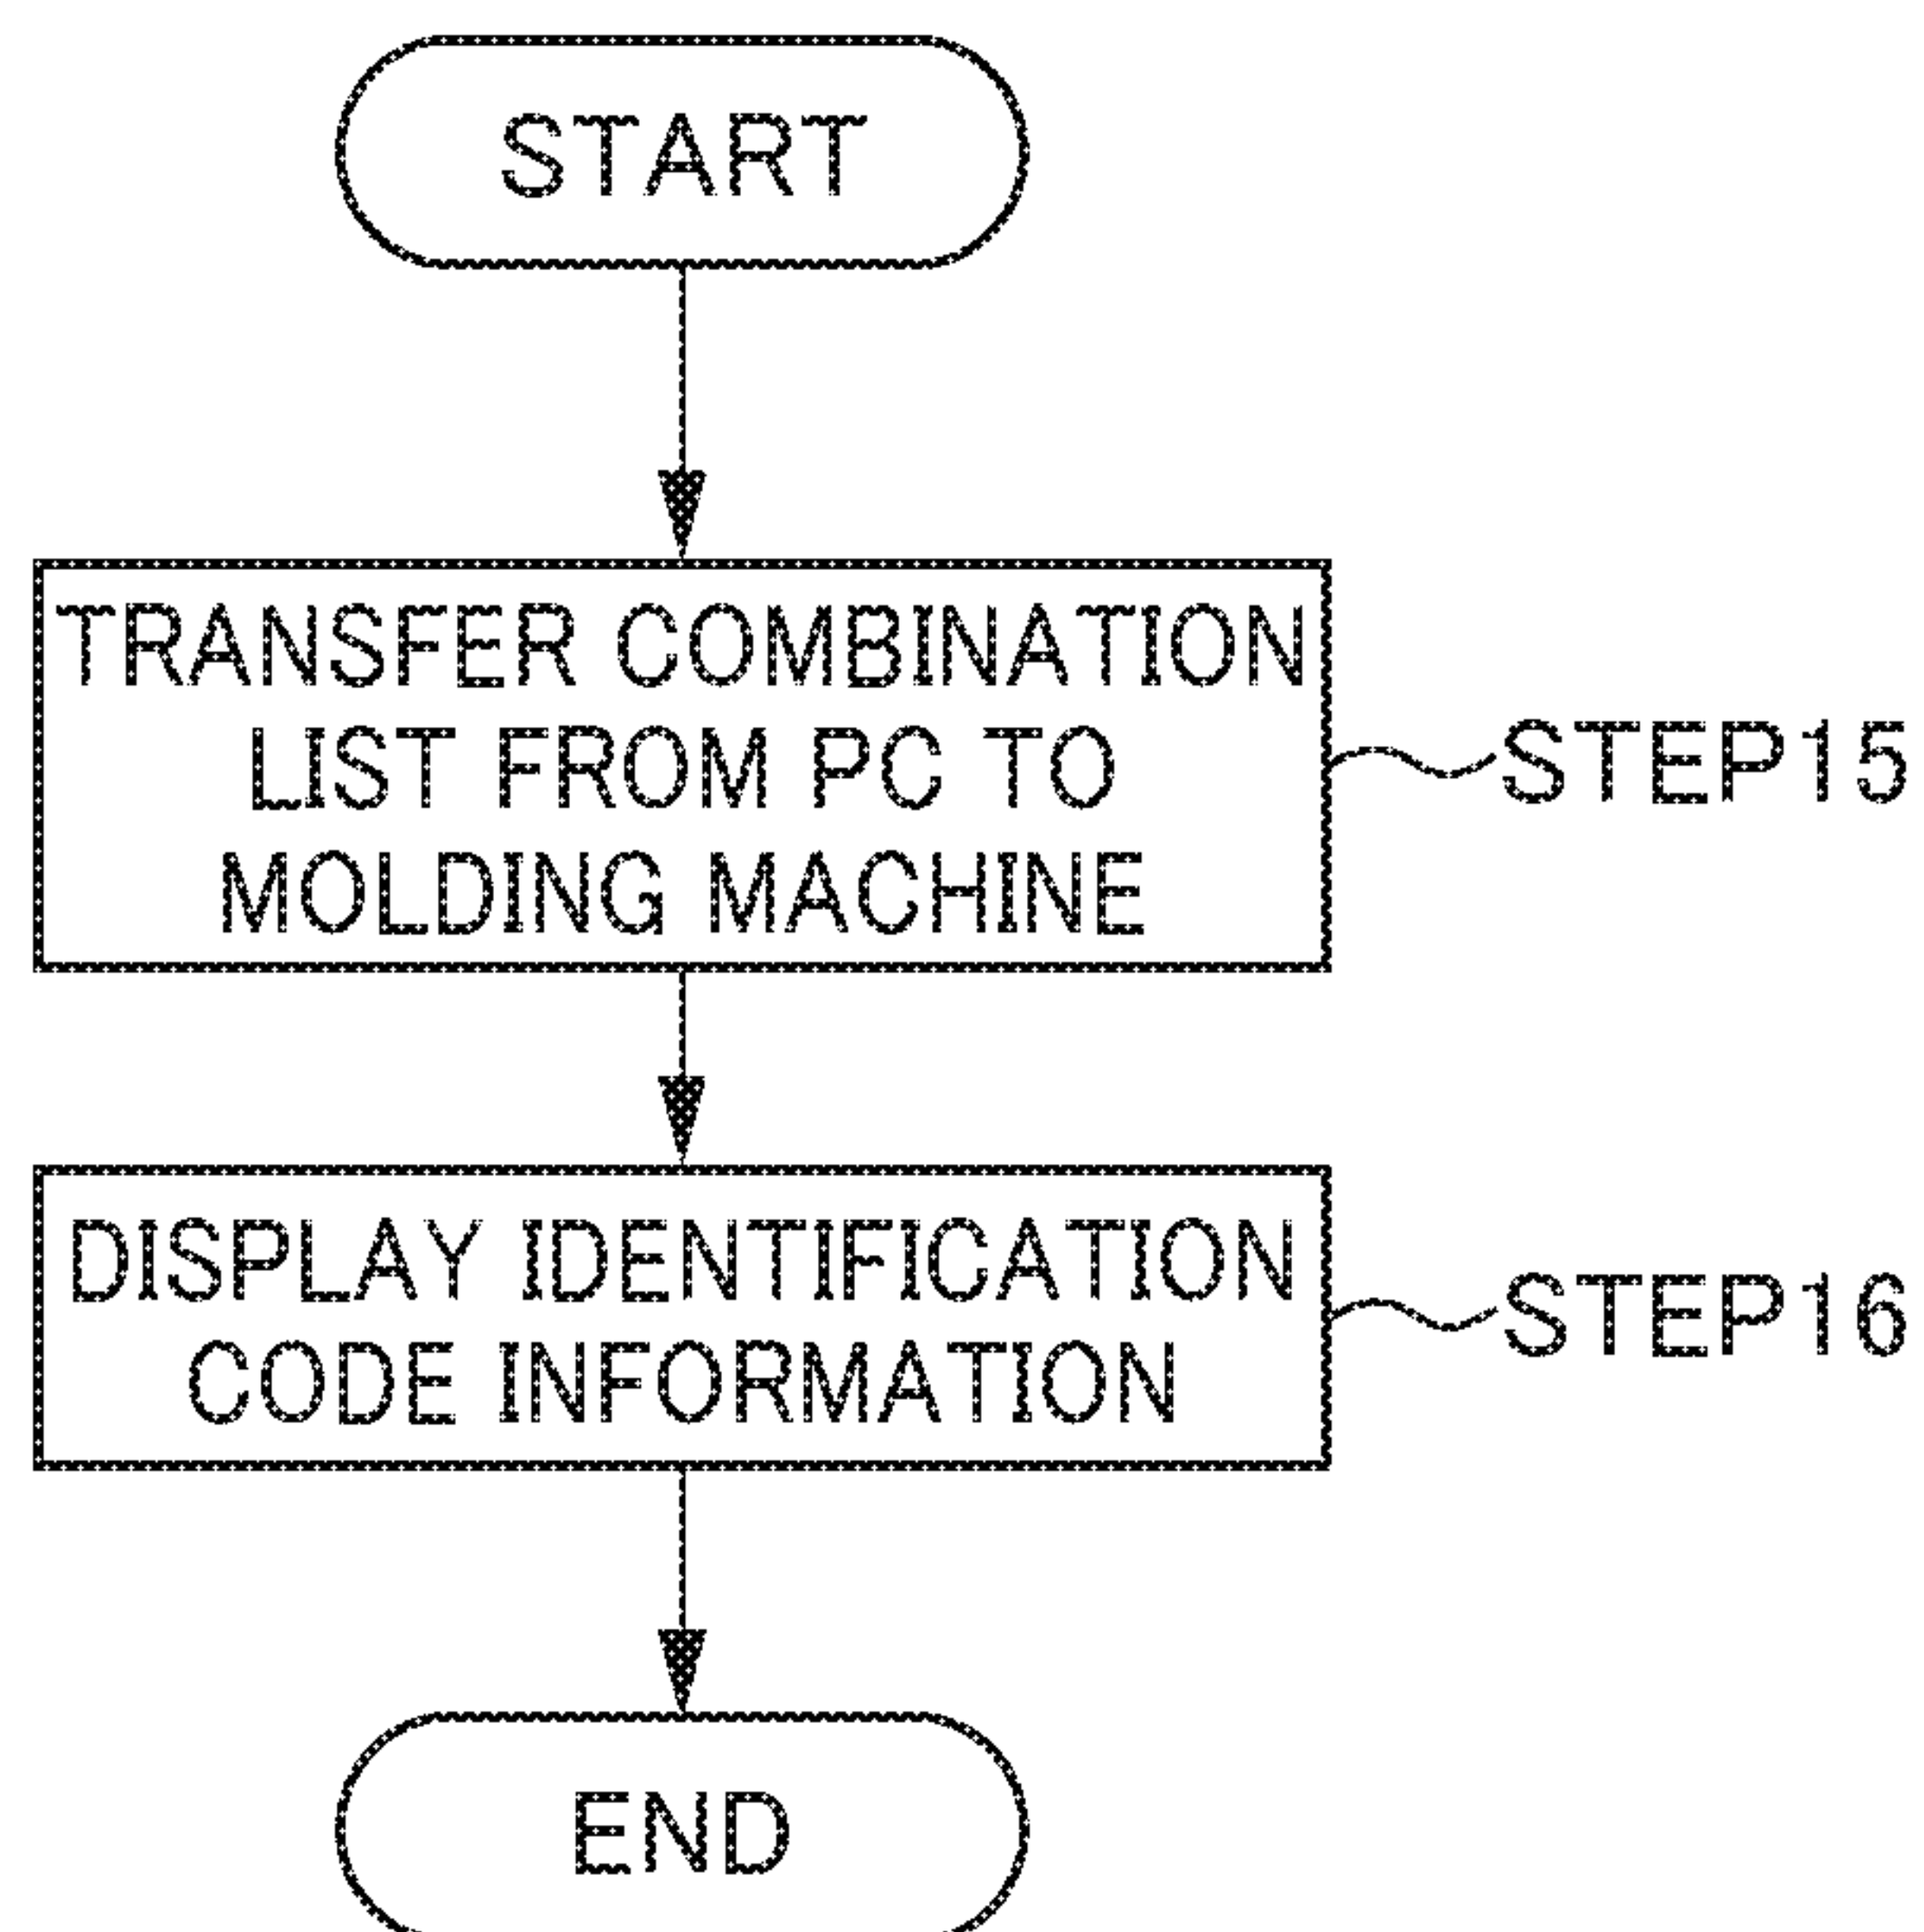 START
TRANSFER COMBINATION
LIST FROM PC TO
MOLDING MACHINE
STEP15
DISPLAY IDENTIFICATION
CODE INFORMATION
STEP16
END